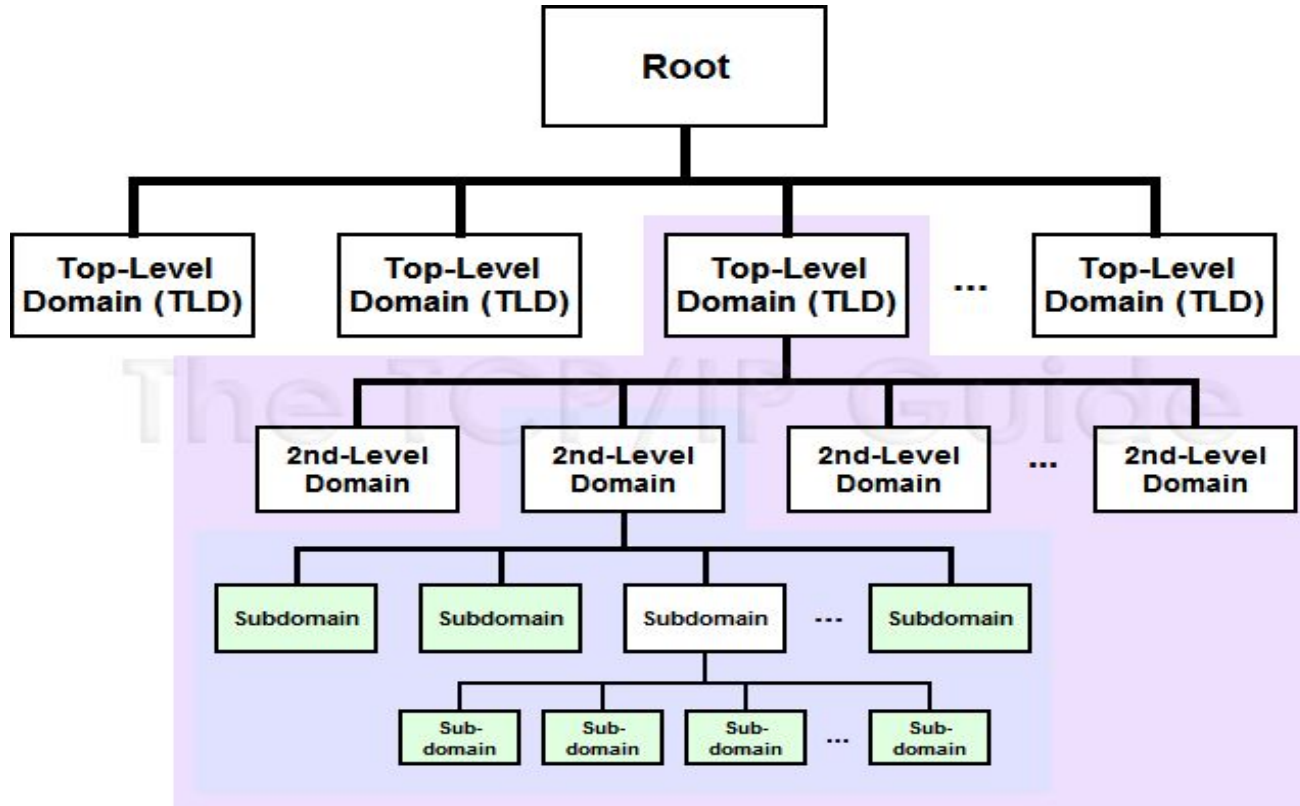 Root
Top-Level
Domain (TLD)
Top-Level
Domain (TLD)
Top-Level
Domain (TLD)
...
Top-Level
Domain (TLD)
The TCP/IP Guide
2nd-Level
Domain
2nd-Level
Domain
2nd-Level
Domain
...
2nd-Level
Domain
Subdomain
Subdomain
Subdomain
...
Subdomain
Sub-
domain
Sub-
domain
Sub-
domain
...
Sub-
domain